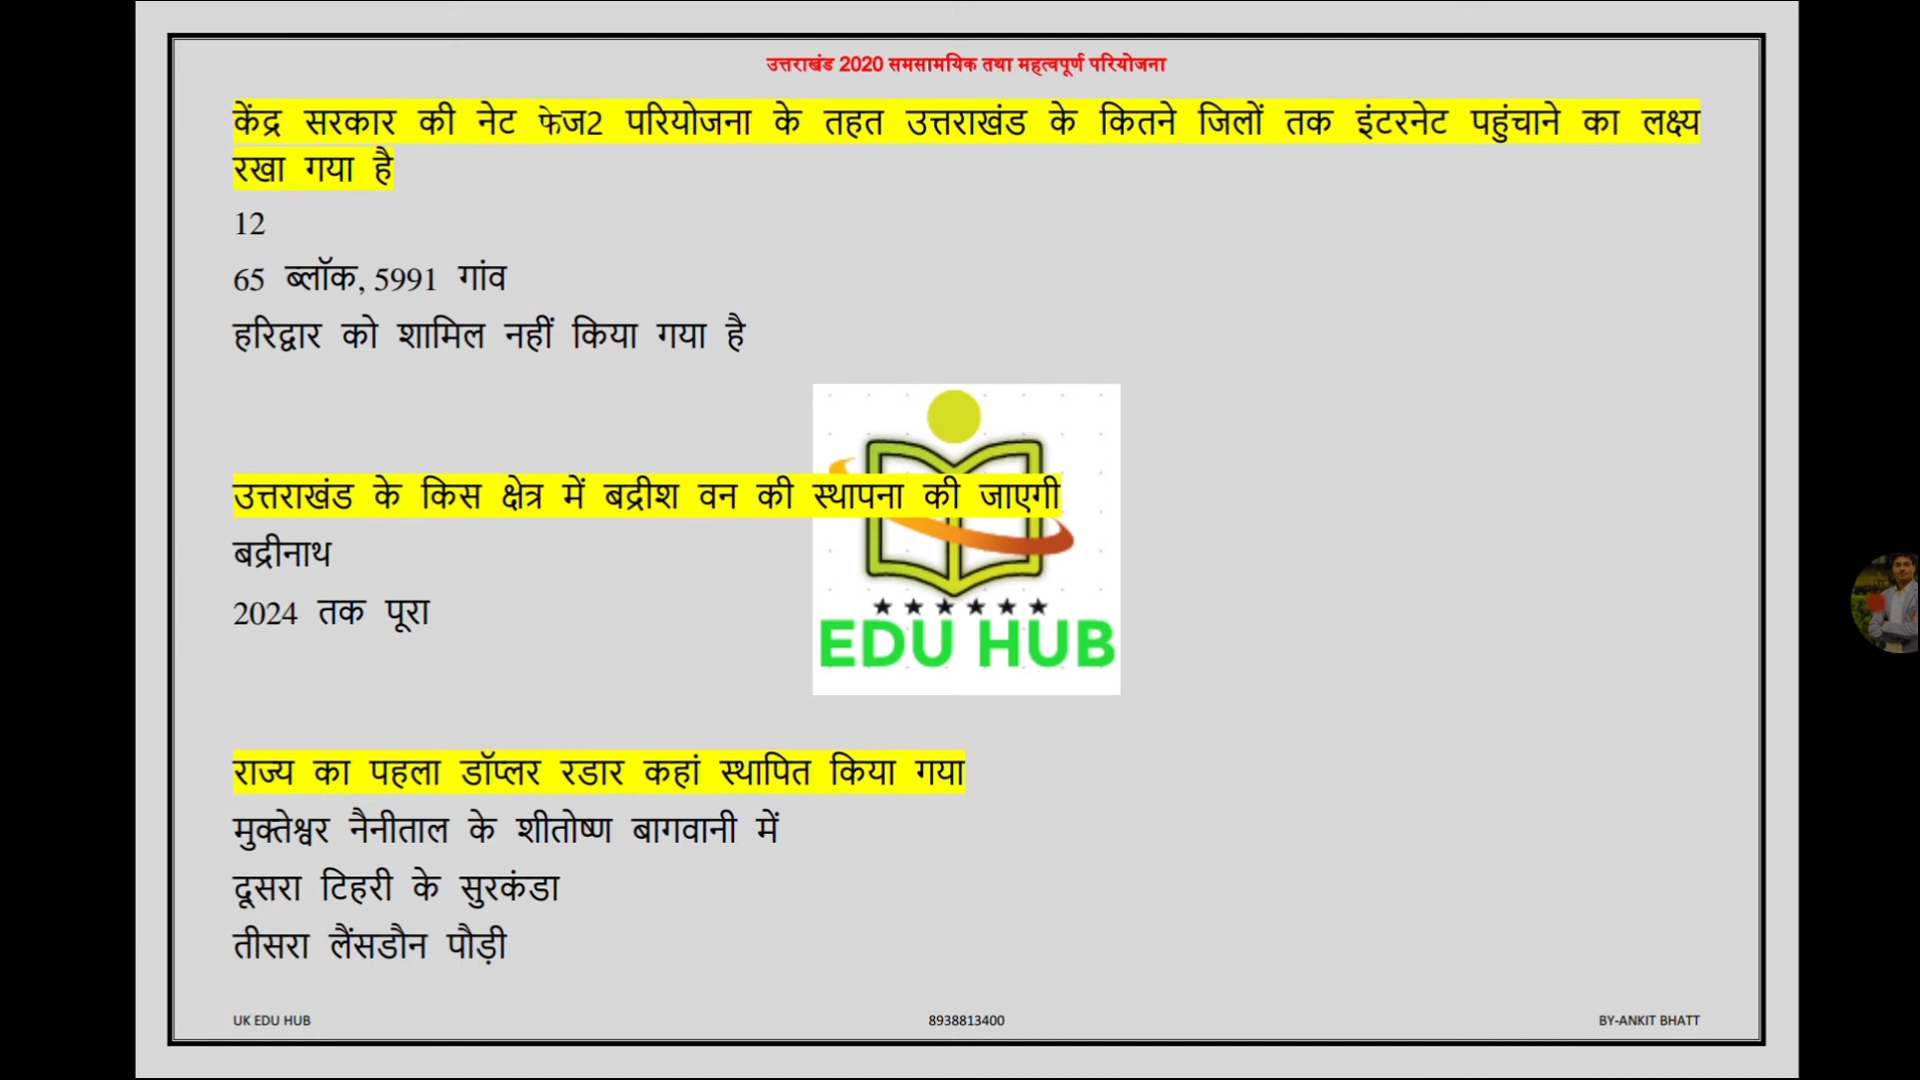 उत्तराखंड 2020 समसामयिक तथा महत्वपूर्ण परियोजना
केंद्र सरकार की नेट फेज2 परियोजना के तहत उत्तराखंड के कितने जिलों तक इंटरनेट पहुंचाने का लक्ष्य
रखा गया है
12
65 ब्लॉक, 5991 गांव
हरिद्वार को शामिल नहीं किया गया है
उत्तराखंड के किस क्षेत्र में बद्रीश वन की स्थापना की जाएगी
बद्रीनाथ
2024 तक पूरा
EDU HUB
राज्य का पहला डॉप्लर रडार कहां स्थापित किया गया
मुक्तेश्वर नैनीताल के शीतोष्ण बागवानी में
दूसरा टिहरी के सुरकंडा
तीसरा लैंसडौन पौड़ी
UK EDU HUB 8938813400 BY-ANKIT BHATT